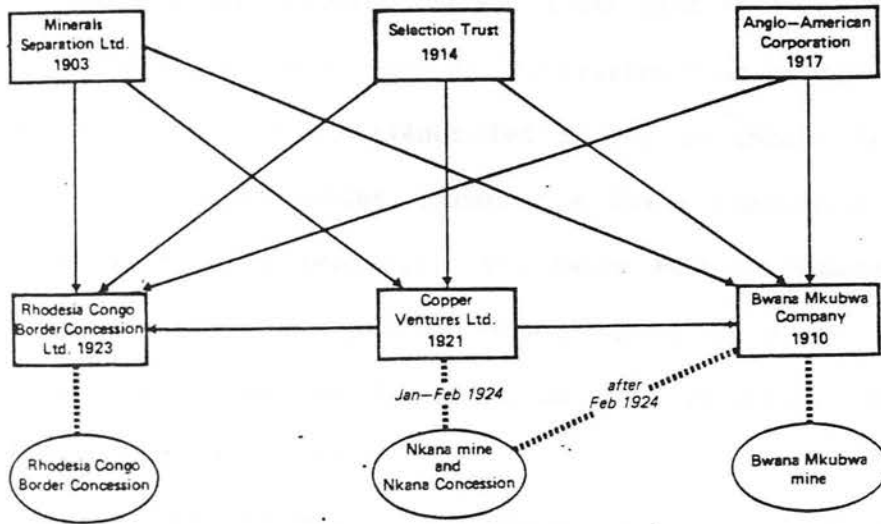 Minerals
Separation Ltd.
1903
Selection Trust
1914
Anglo—American
Corporation
1917
Rhodesia Congo
Border Concession
Ltd. 1923
Copper
Ventures Ltd.
1921
Bwana Mkubwa
Company
1910
Jan—Feb 1924
after
Feb 1924
Rhodesia Congo
Border Concession
Nkana mine
and
Nkana Concession
Bwana Mkubwa
mine